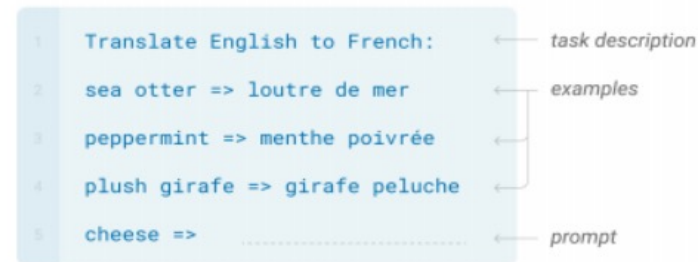 1 Translate English to French: task description
2 sea otter => loutre de mer examples
3 peppermint => menthe poivrée
4 plush girafe => girafe peluche
5 cheese => prompt